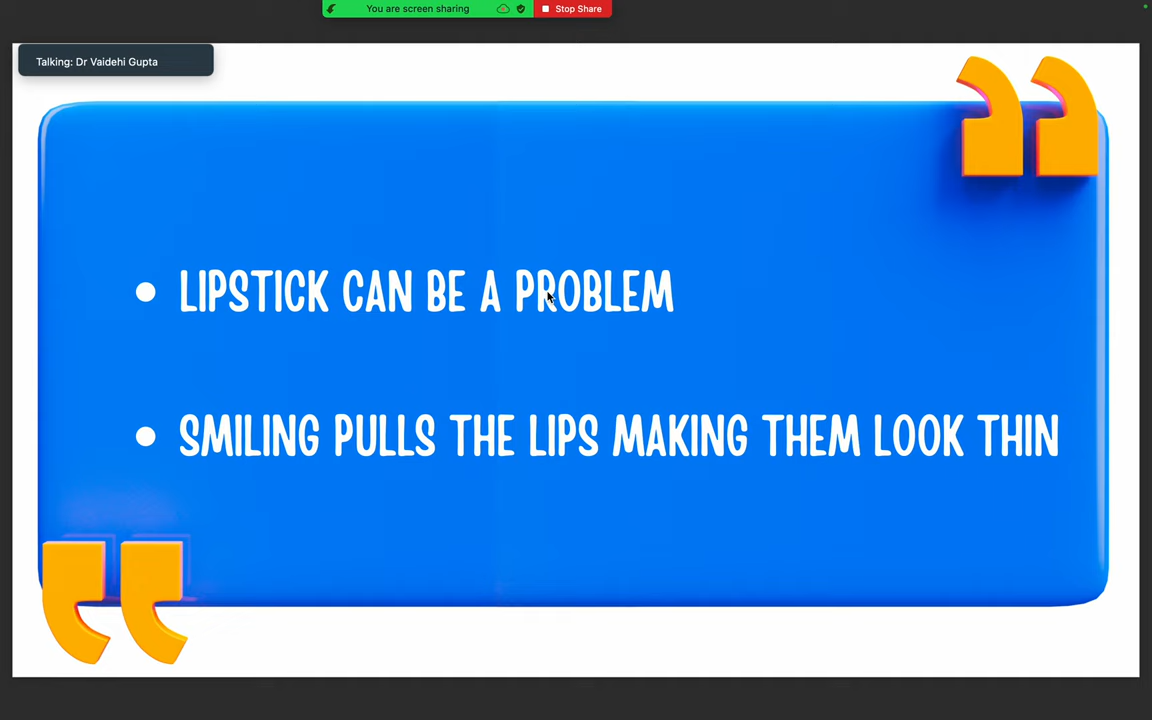 You are screen sharing
Stop Share
Talking: Dr Vaidehi Gupta
• LIPSTICK CAN BE A PROBLEM
• SMILING PULLS THE LIPS MAKING THEM LOOK THIN